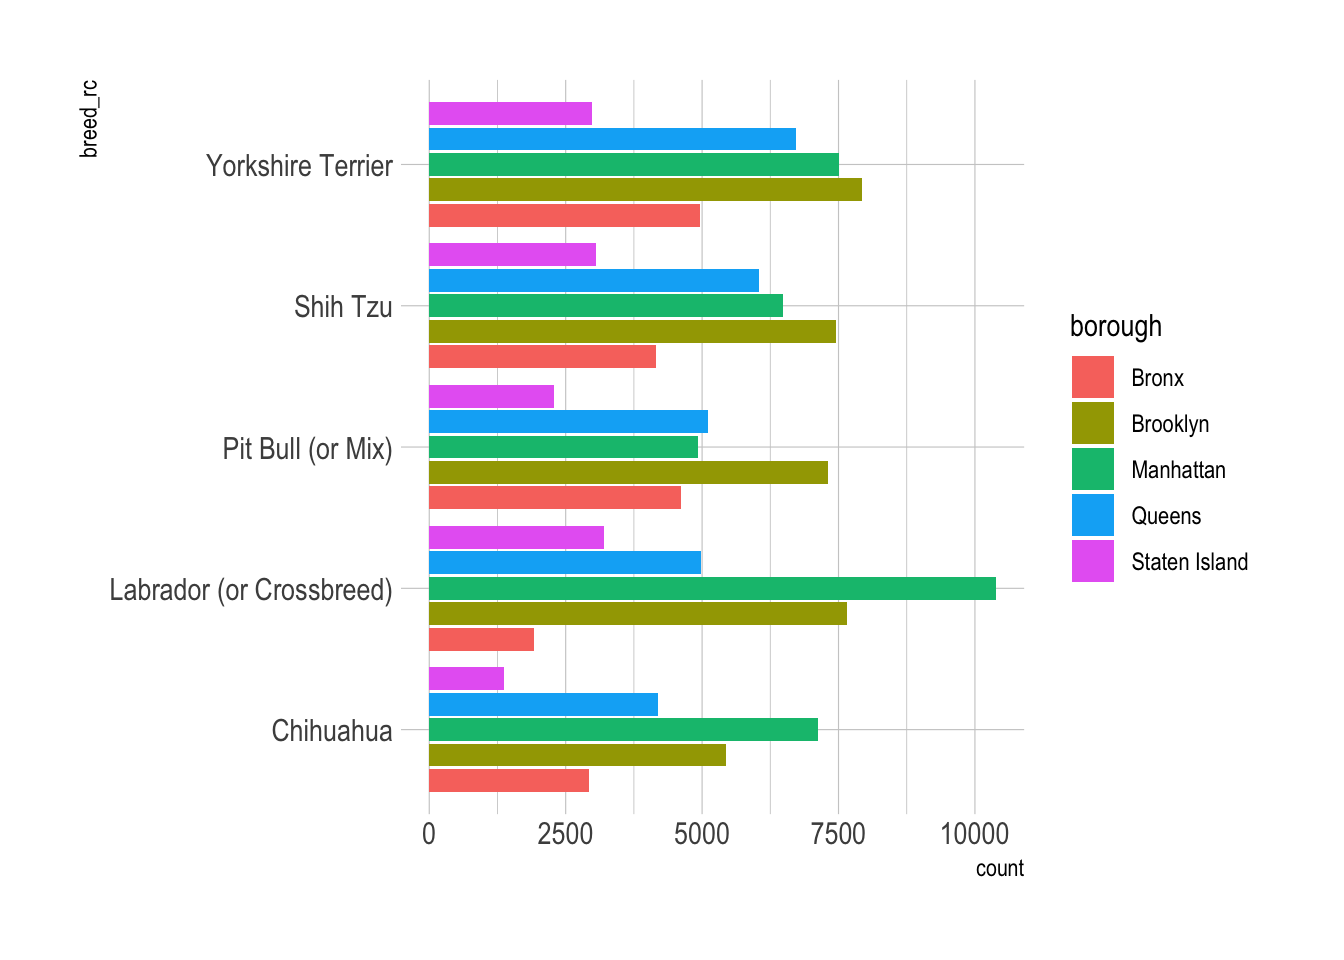 breed_rc
Yorkshire Terrier
Shih Tzu
Pit Bull (or Mix)
Labrador (or Crossbreed)
Chihuahua
0 2500 5000 7500 10000
count
borough
Bronx
Brooklyn
Manhattan
Queens
Staten Island